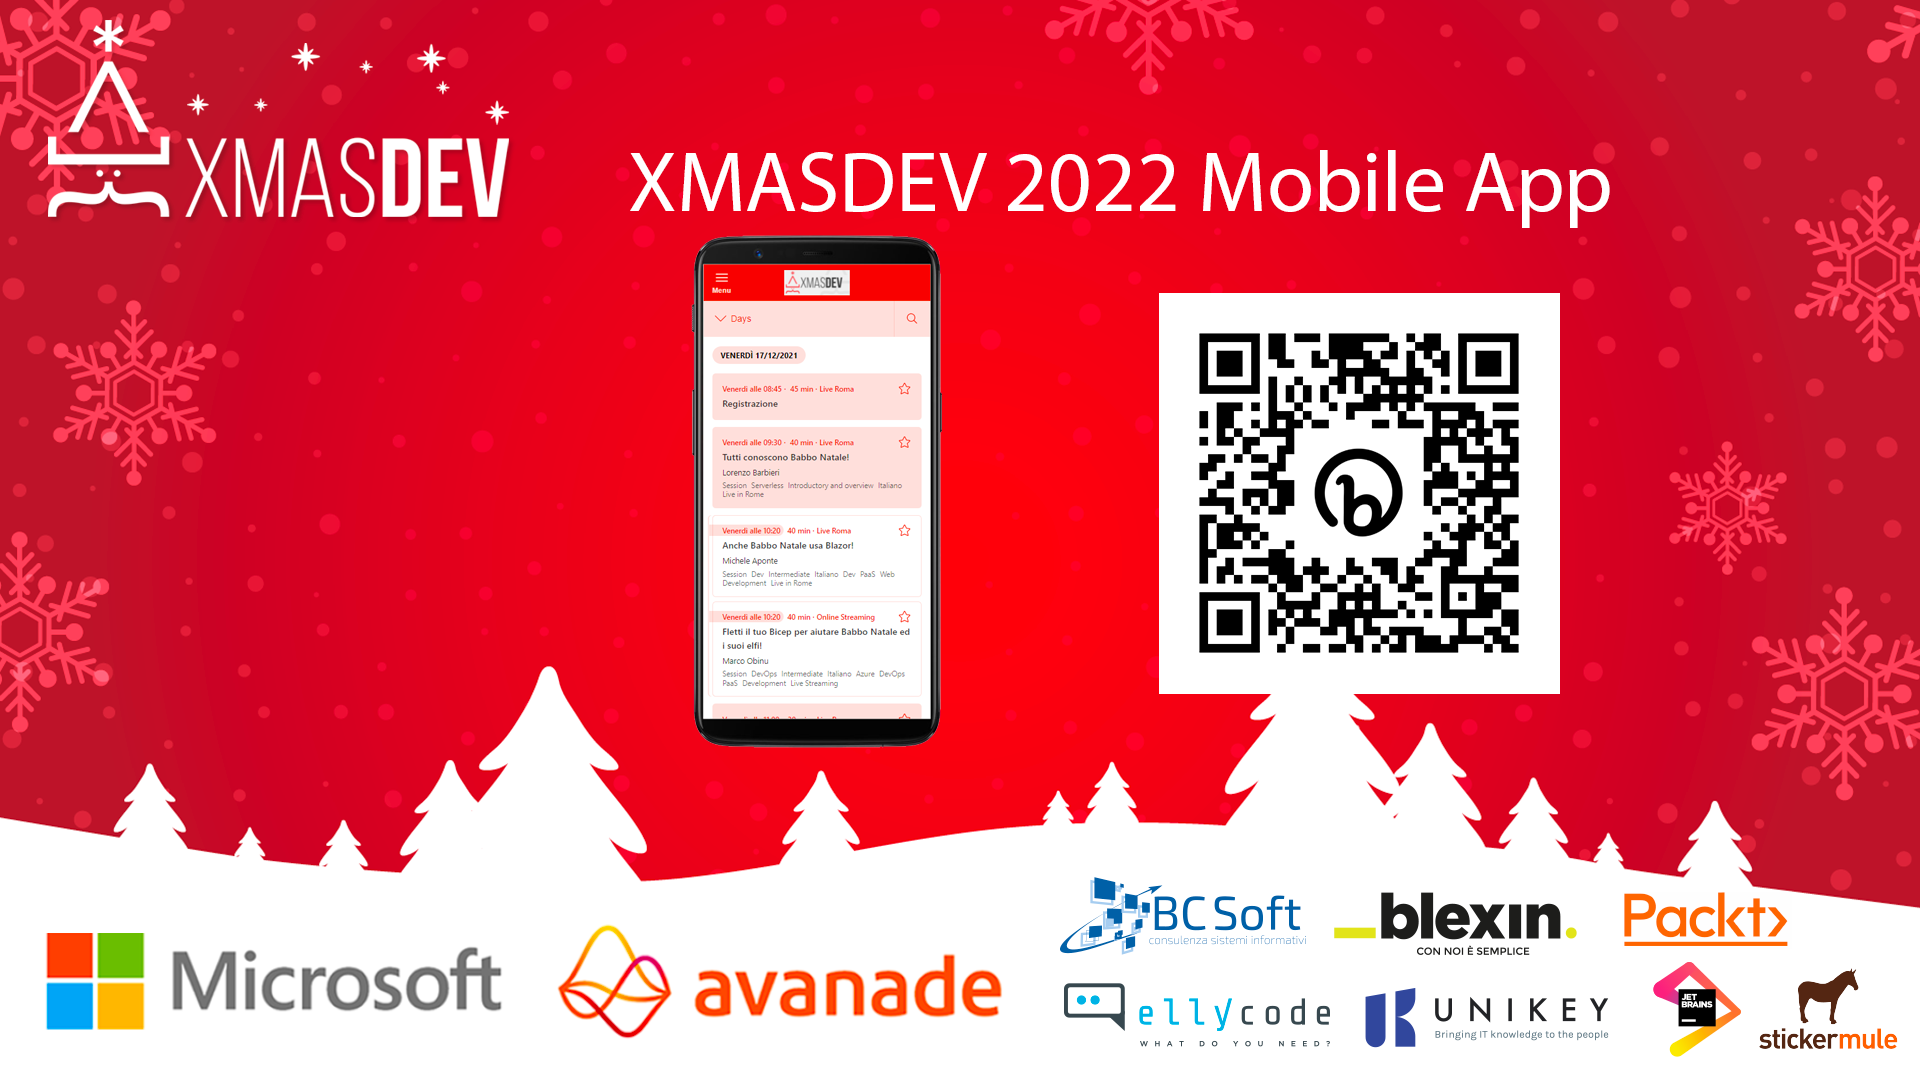 XMASDEV
XMASDEV 2022 Mobile App
Menu
XMASDEV
Days
VENERDÌ 17/12/2021
Venerdì alle 08:45 - 45 min - Live Roma
Registrazione
Venerdì alle 09:30 - 40 min - Live Roma
Tutti conoscono Babbo Natale!
Lorenzo Barbieri
Session Serverless Introductory and overview Italiano
Live in Rome
Venerdì alle 10:20 40 min - Live Roma
Anche Babbo Natale usa Blazor!
Michele Aponte
Session Dev Intermediate Italiano Dev PaaS Web
Development Live in Rome
Venerdì alle 10:20 40 min - Online Streaming
Fletti il tuo Bicep per aiutare Babbo Natale ed
i suoi elfi!
Marco Obinu
Session DevOps Intermediate Italiano Azure DevOps
PaaS Development Live Streaming
b
Microsoft
avanade
BC Soft
consulenza sistemi informativi
blexın.
CON NOI È SEMPLICE
Packt>
ellycode
WHAT DO YOU NEED?
UNIKEY
Bringing IT knowledge to the people
JET
BRAINS
stickermule